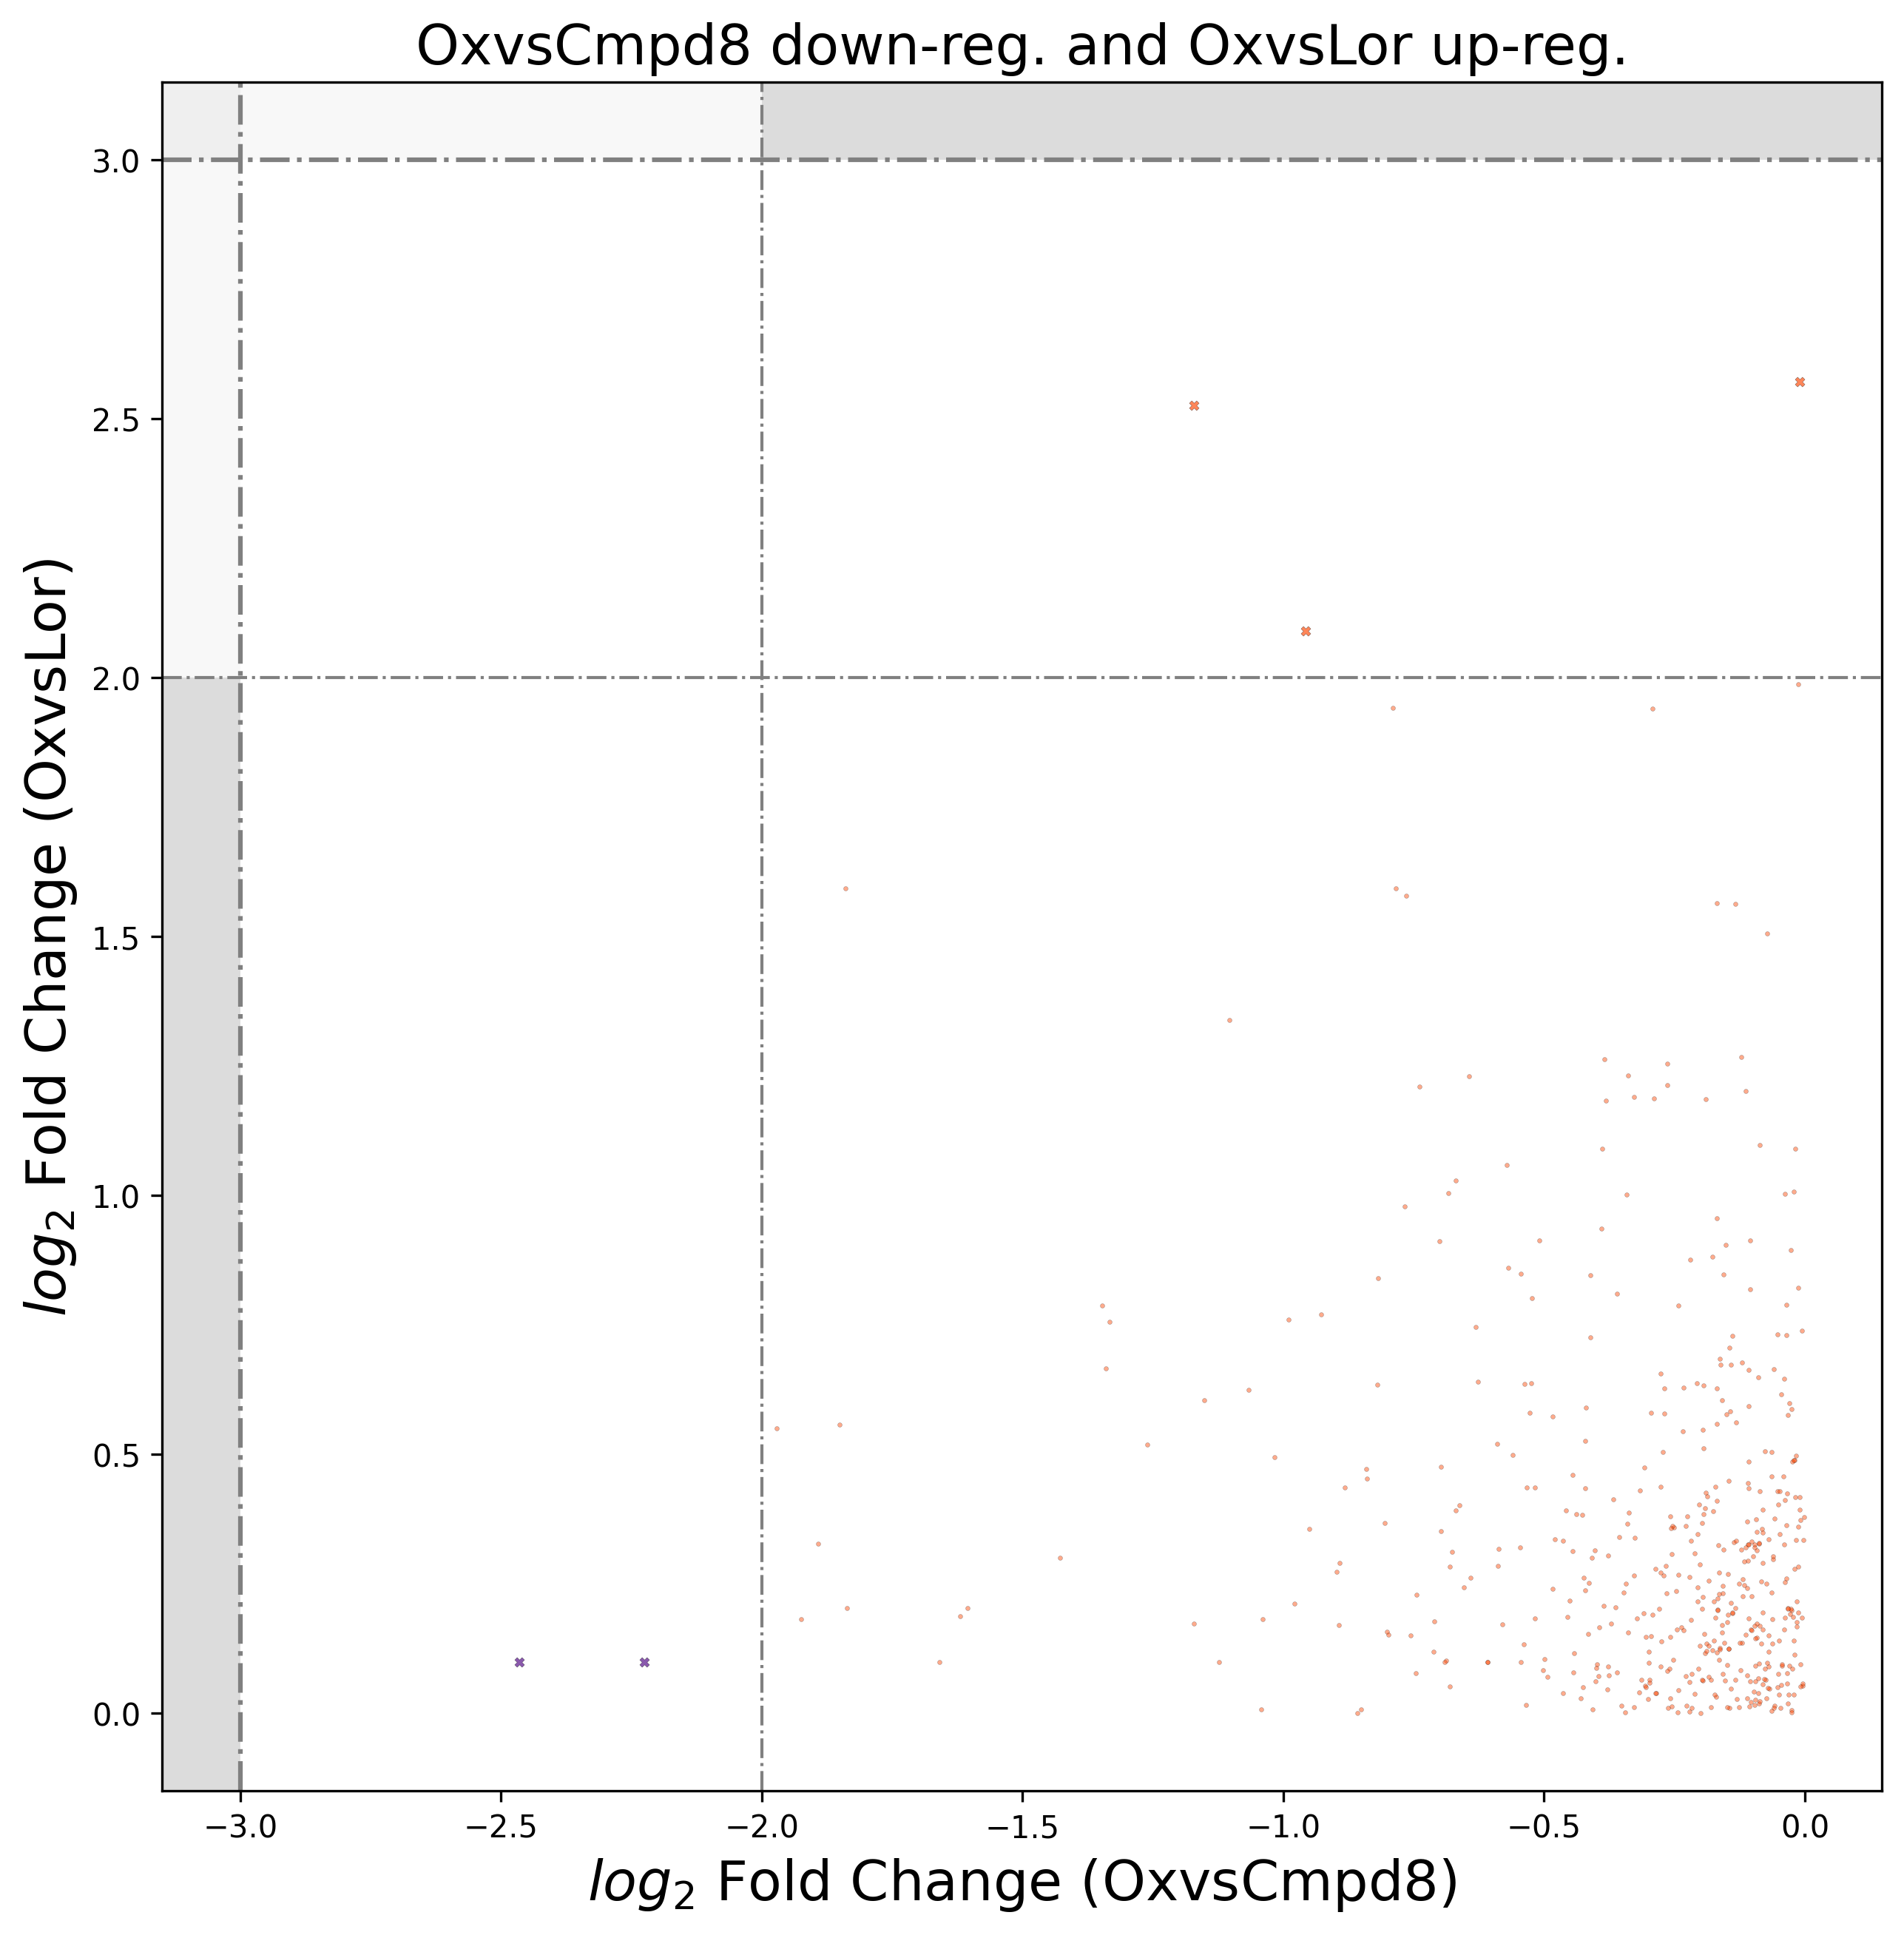 OxvsCmpd8 down-reg. and OxvsLor up-reg.
3.0
2.5
2.0
1.5
1.0
0.5
0.0
log₂ Fold Change (OxvsLor)
−3.0 −2.5 −2.0 −1.5 −1.0 −0.5 0.0
log₂ Fold Change (OxvsCmpd8)